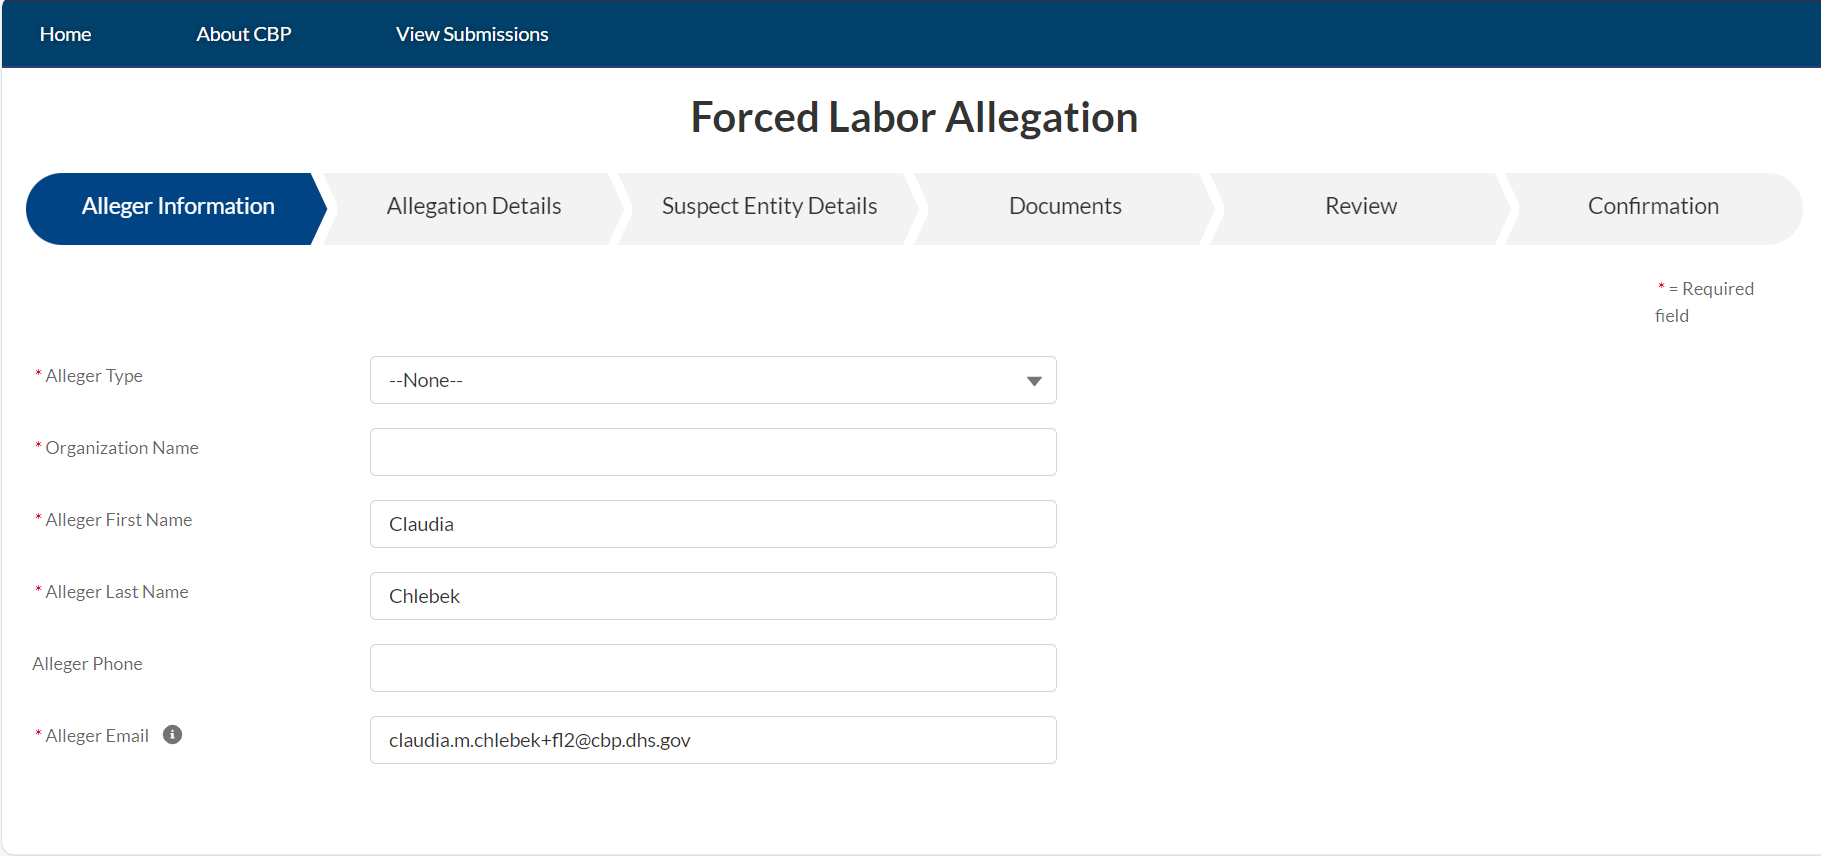 Home About CBP View Submissions
Forced Labor Allegation
Alleger Information Allegation Details Suspect Entity Details Documents Review Confirmation
* = Required
field
* Alleger Type --None--
* Organization Name
* Alleger First Name Claudia
* Alleger Last Name Chlebek
Alleger Phone
* Alleger Email i claudia.m.chlebek+fl2@cbp.dhs.gov